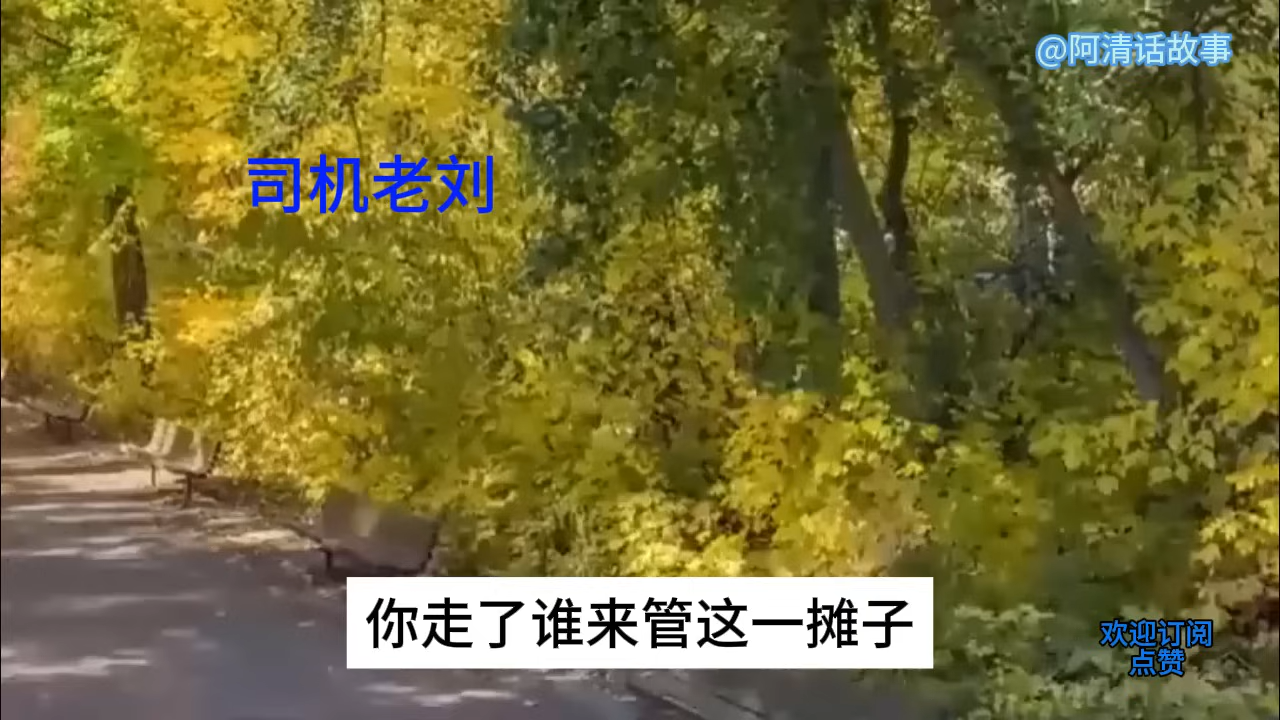 @阿清话故事
司机老刘
你走了谁来管这一摊子
欢迎订阅
点赞